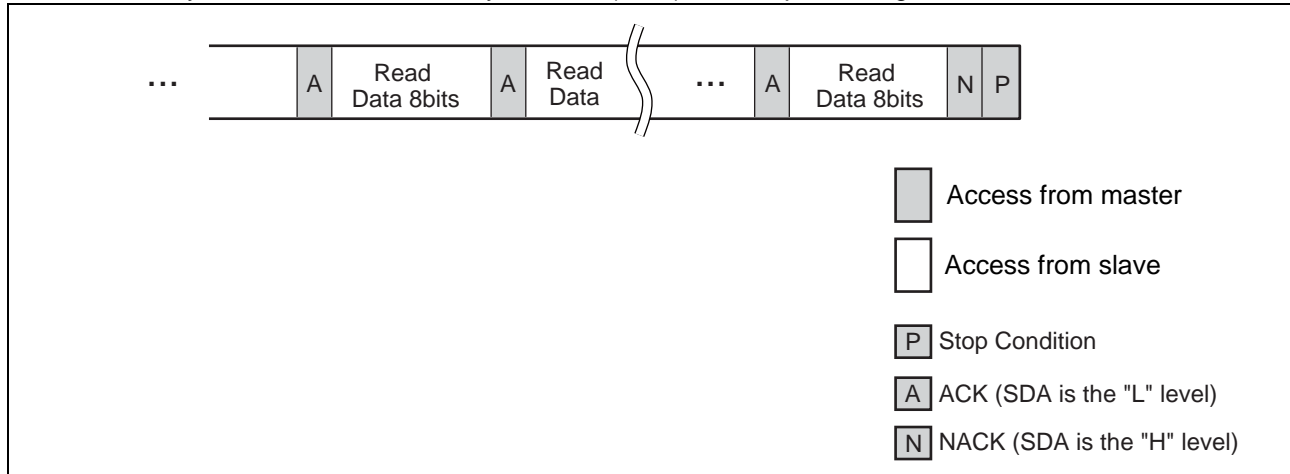 ... A Read Data 8bits A Read Data ... A Read Data 8bits N P
Access from master
Access from slave
P Stop Condition
A ACK (SDA is the "L" level)
N NACK (SDA is the "H" level)